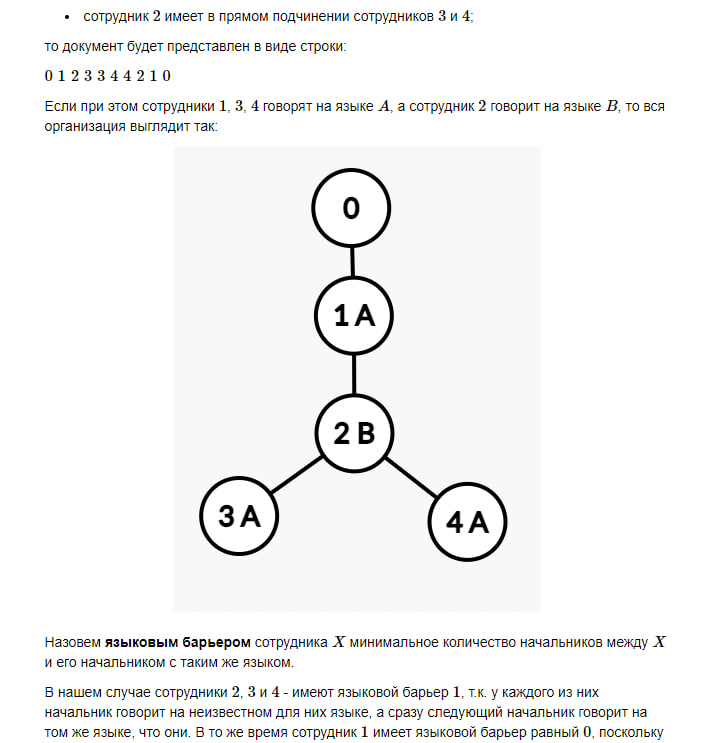 • сотрудник 2 имеет в прямом подчинении сотрудников 3 и 4;
то документ будет представлен в виде строки:
0 1 2 3 3 4 4 2 1 0
Если при этом сотрудники 1, 3, 4 говорят на языке A, а сотрудник 2 говорит на языке B, то вся
организация выглядит так:
0
1 A
2 B
3 A
4 A
Назовем языковым барьером сотрудника X минимальное количество начальников между X
и его начальником с таким же языком.
В нашем случае сотрудники 2, 3 и 4 - имеют языковой барьер 1, т.к. у каждого из них
начальник говорит на неизвестном для них языке, а сразу следующий начальник говорит на
том же языке, что они. В то же время сотрудник 1 имеет языковой барьер равный 0, поскольку